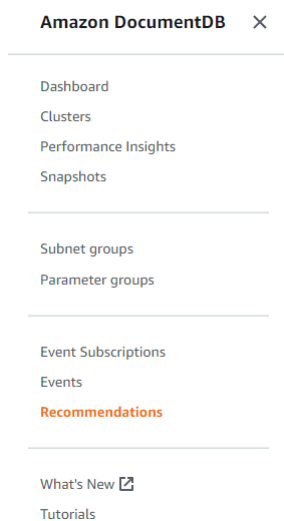 Amazon DocumentDB
Dashboard
Clusters
Performance Insights
Snapshots
Subnet groups
Parameter groups
Event Subscriptions
Events
Recommendations
What's New
Tutorials